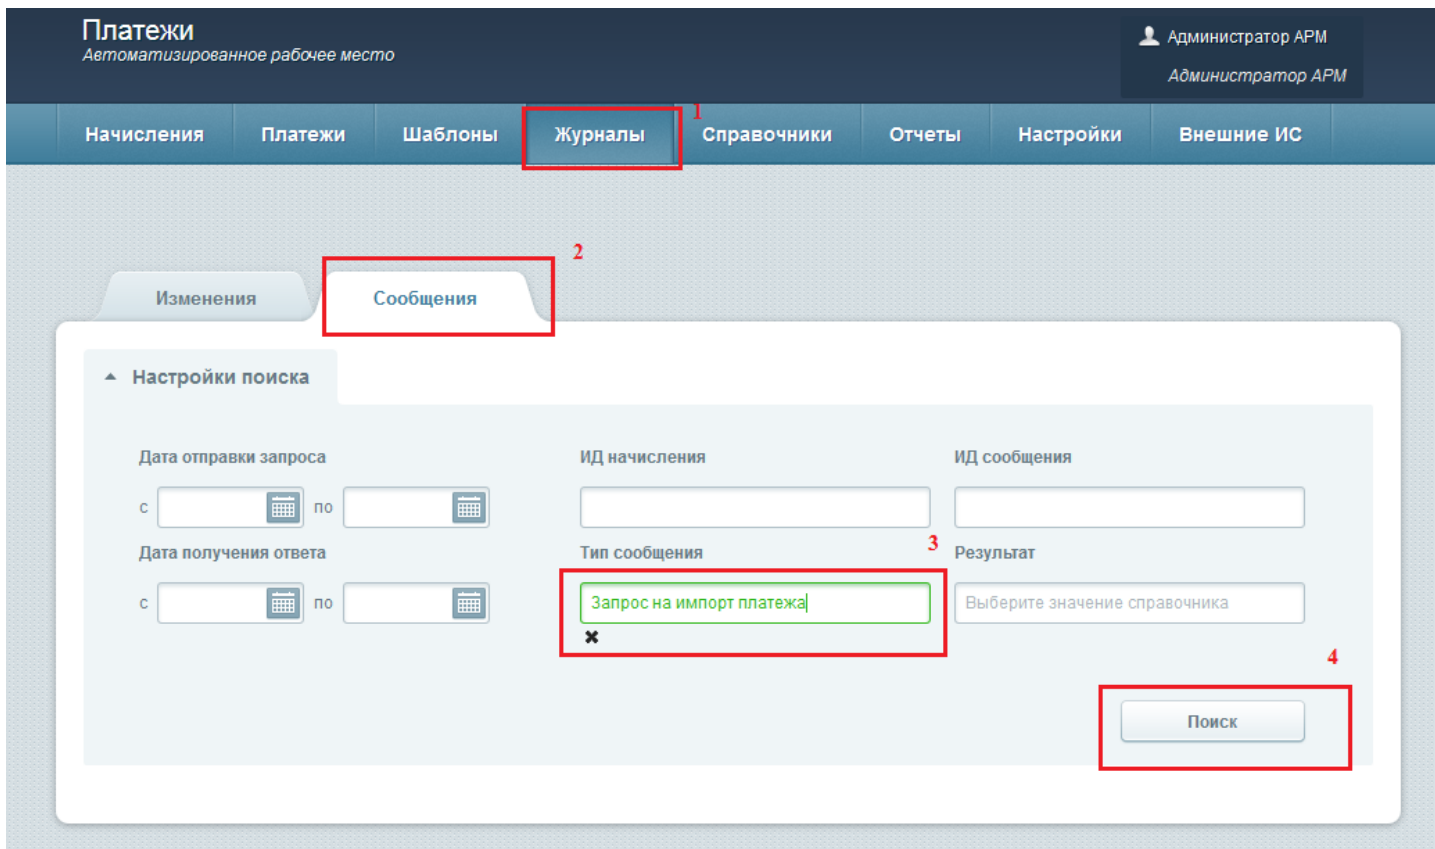 Платежи
Автоматизированное рабочее место
Администратор АРМ
Администратор АРМ
Начисления Платежи Шаблоны Журналы 1 Справочники Отчеты Настройки Внешние ИС
2
Изменения Сообщения
Настройки поиска
Дата отправки запроса ИД начисления ИД сообщения
с по
Дата получения ответа Тип сообщения 3 Результат
с по Запрос на импорт платежа Выберите значение справочника
4
Поиск